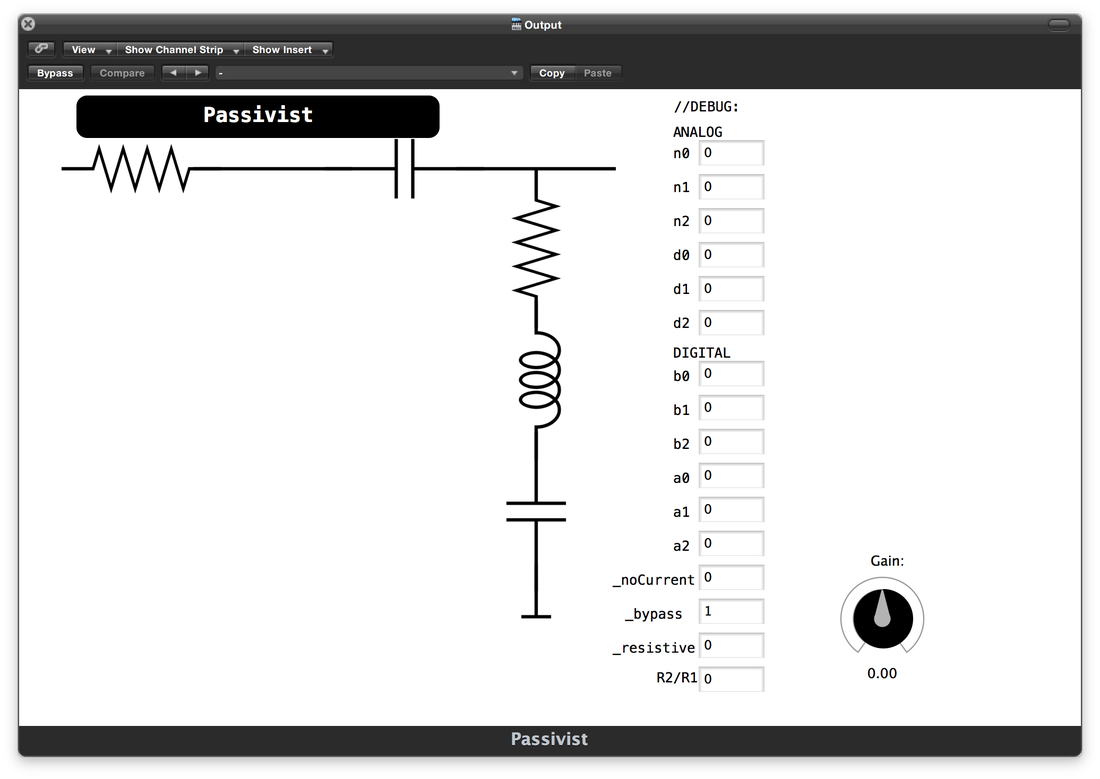 Output
View Show Channel Strip Show Insert
Bypass Compare - Copy Paste
Passivist
//DEBUG:
ANALOG
n0 0
n1 0
n2 0
d0 0
d1 0
d2 0
DIGITAL
b0 0
b1 0
b2 0
a0 0
a1 0
a2 0
_noCurrent 0
_bypass 1
_resistive 0
R2/R1 0
Gain:
0.00
Passivist